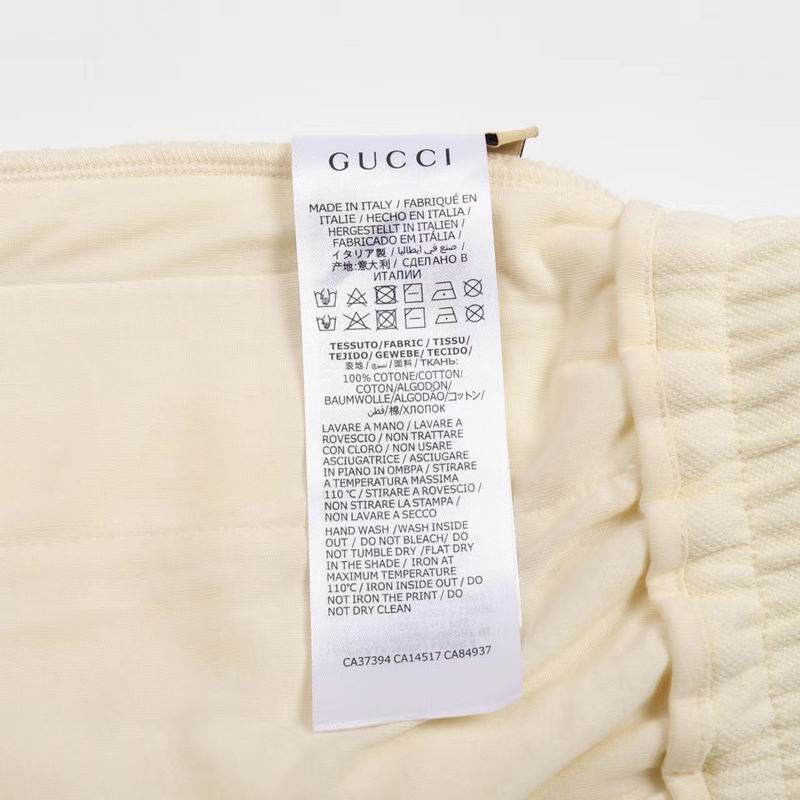 GUCCI
MADE IN ITALY / FABRIQUÉ EN
ITALIE / HECHO EN ITALIA /
HERGESTELLT IN ITALIEN /
FABRICADO EM ITÁLIA /
イタリア製 / صنع في ايطاليا /
产地:意大利 / СДЕЛАНО В
ИТАЛИИ
TESSUTO/FABRIC / TISSU/
TEJIDO/ GEWEBE/ TECIDO/
表地 / نسيج / 面料 / ТКАНЬ:
100% COTONE/COTTON/
COTON/ALGODON/
BAUMWOLLE/ALGODÃO/コットン/
قطن/棉/ХЛОПОК
LAVARE A MANO / LAVARE A
ROVESCIO / NON TRATTARE
CON CLORO / NON USARE
ASCIUGATRICE / ASCIUGARE
IN PIANO IN OMBPA / STIRARE
A TEMPERATURA MASSIMA
110 ℃ / STIRARE A ROVESCIO /
NON STIRARE LA STAMPA /
NON LAVARE A SECCO
HAND WASH /WASH INSIDE
OUT / DO NOT BLEACH/ DO
NOT TUMBLE DRY /FLAT DRY
IN THE SHADE / IRON AT
MAXIMUM TEMPERATURE
110℃ / IRON INSIDE OUT / DO
NOT IRON THE PRINT / DO
NOT DRY CLEAN
CA37394 CA14517 CA84937